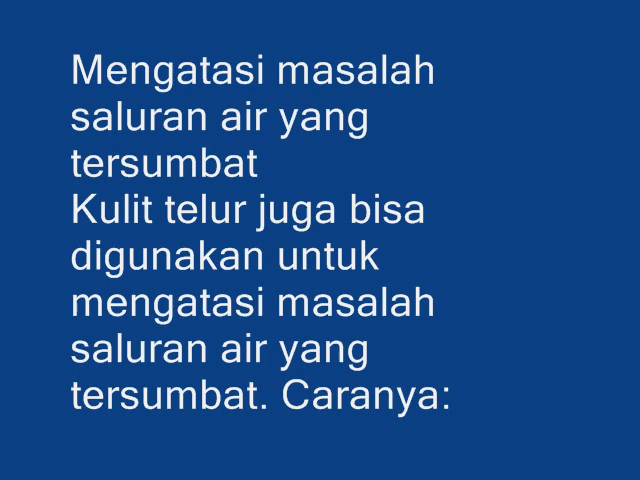 Mengatasi masalah
saluran air yang
tersumbat
Kulit telur juga bisa
digunakan untuk
mengatasi masalah
saluran air yang
tersumbat. Caranya: